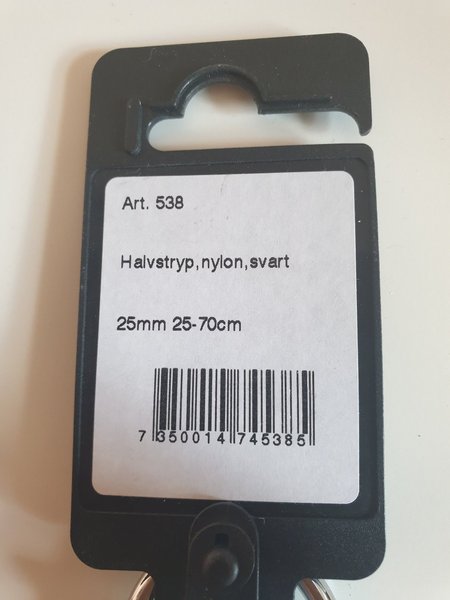 Art. 538
Halvstryp,nylon,svart
25mm 25-70cm
7 350014 745385